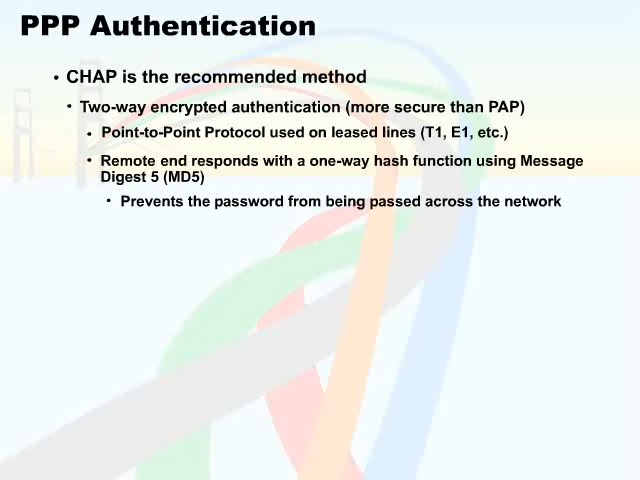 PPP Authentication
• CHAP is the recommended method
• Two-way encrypted authentication (more secure than PAP)
• Point-to-Point Protocol used on leased lines (T1, E1, etc.)
• Remote end responds with a one-way hash function using Message
Digest 5 (MD5)
• Prevents the password from being passed across the network